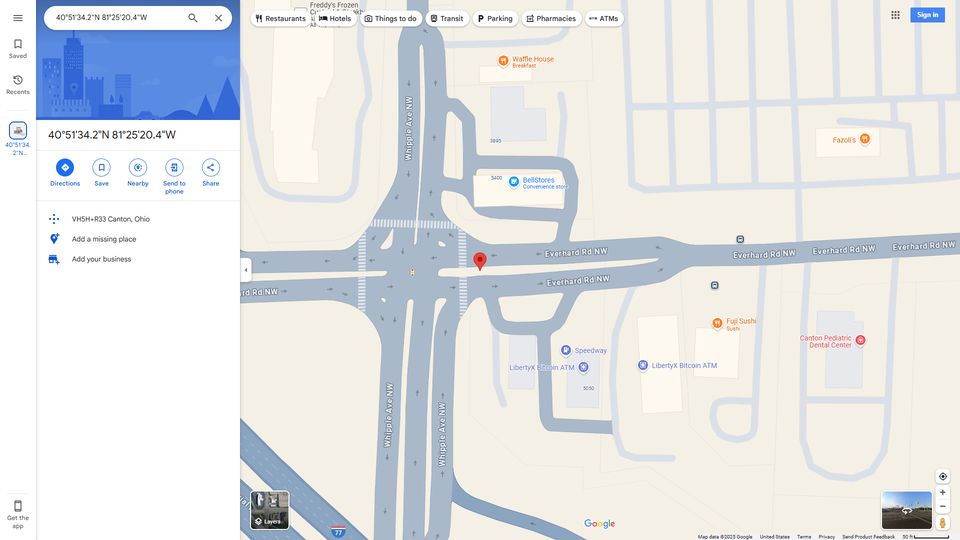 40°51'34.2"N 81°25'20.4"W
Saved
Recents
40°51'34.
2"N...
Get the
app
40°51'34.2"N 81°25'20.4"W
Directions
Save
Nearby
Send to
phone
Share
VH5H+R33 Canton, Ohio
Add a missing place
Add your business
Freddy's Frozen
Restaurants
Hotels
Things to do
Transit
Parking
Pharmacies
ATMs
Sign in
Waffle House
Breakfast
Whipple Ave NW
3895
Fazoli's
5400
BellStores
Convenience store
Everhard Rd NW
Everhard Rd NW
Everhard Rd NW
Everhard Rd NW
Everhard Rd NW
rd Rd NW
Fuji Sushi
Sushi
Canton Pediatric
Dental Center
Speedway
LibertyX Bitcoin ATM
LibertyX Bitcoin ATM
5050
Whipple Ave NW
Whipple Ave NW
77
Layers
Google
Map data ©2025 Google
United States
Terms
Privacy
Send Product Feedback
50 ft